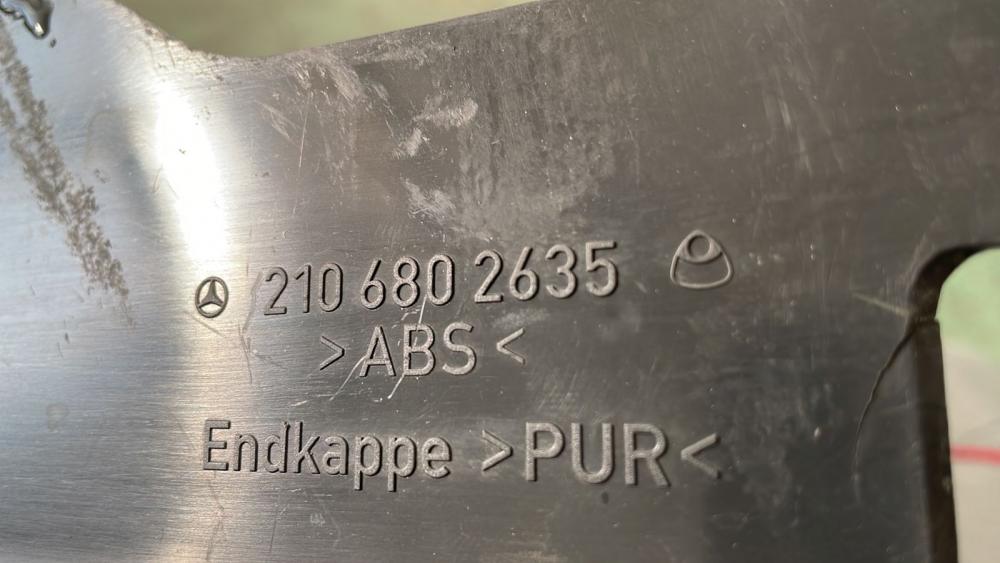 210 680 2635
>ABS<
Endkappe >PUR<